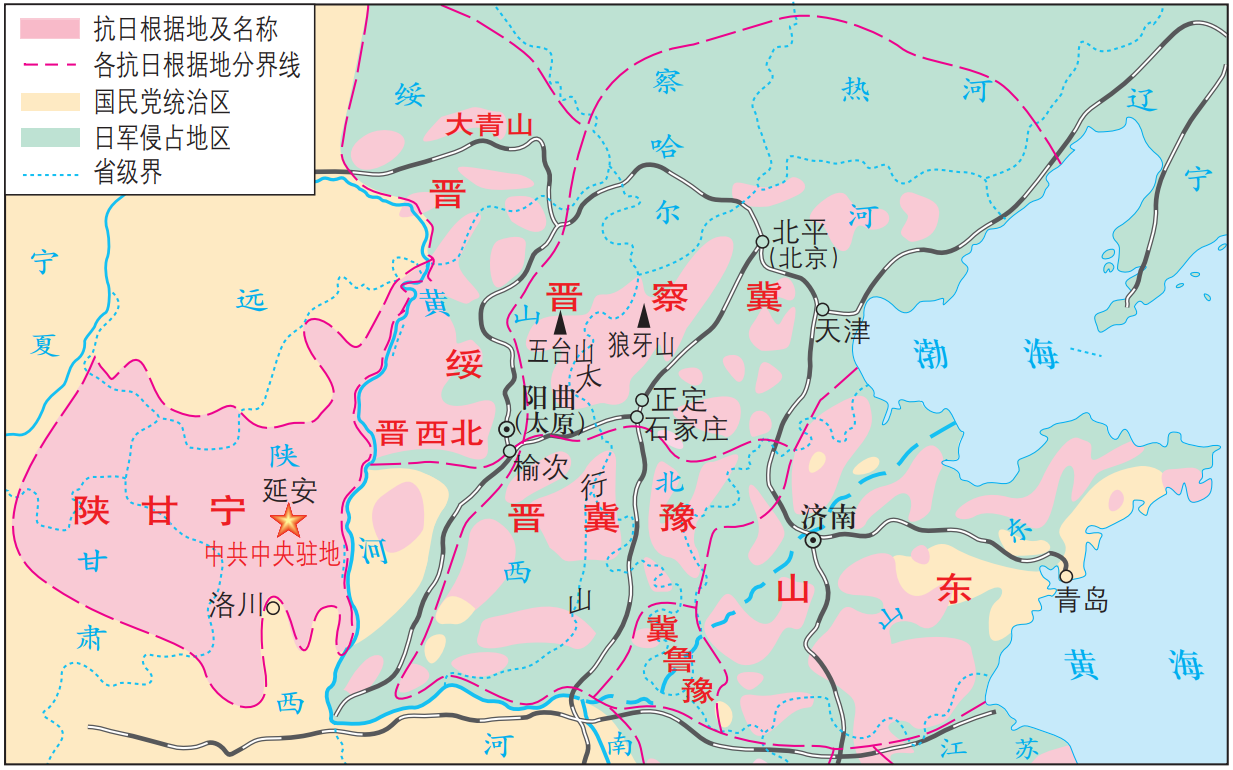 抗日根据地及名称
各抗日根据地分界线
国民党统治区
日军侵占地区
省级界
绥
察
热
河
辽
大青山
哈
宁
晋
尔
河
北平
(北京)
宁
远
黄
山
晋
察
冀
天津
夏
五台山
狼牙山
渤
海
绥
太
阳曲
(太原)
正定
石家庄
晋西北
榆次
陕
延安
行
北
陕
甘
宁
晋
冀
豫
济南
东
中共中央驻地
甘
河
西
山
山
东
青岛
洛川
山
肃
冀
鲁
豫
黄
海
西
河
南
江
苏